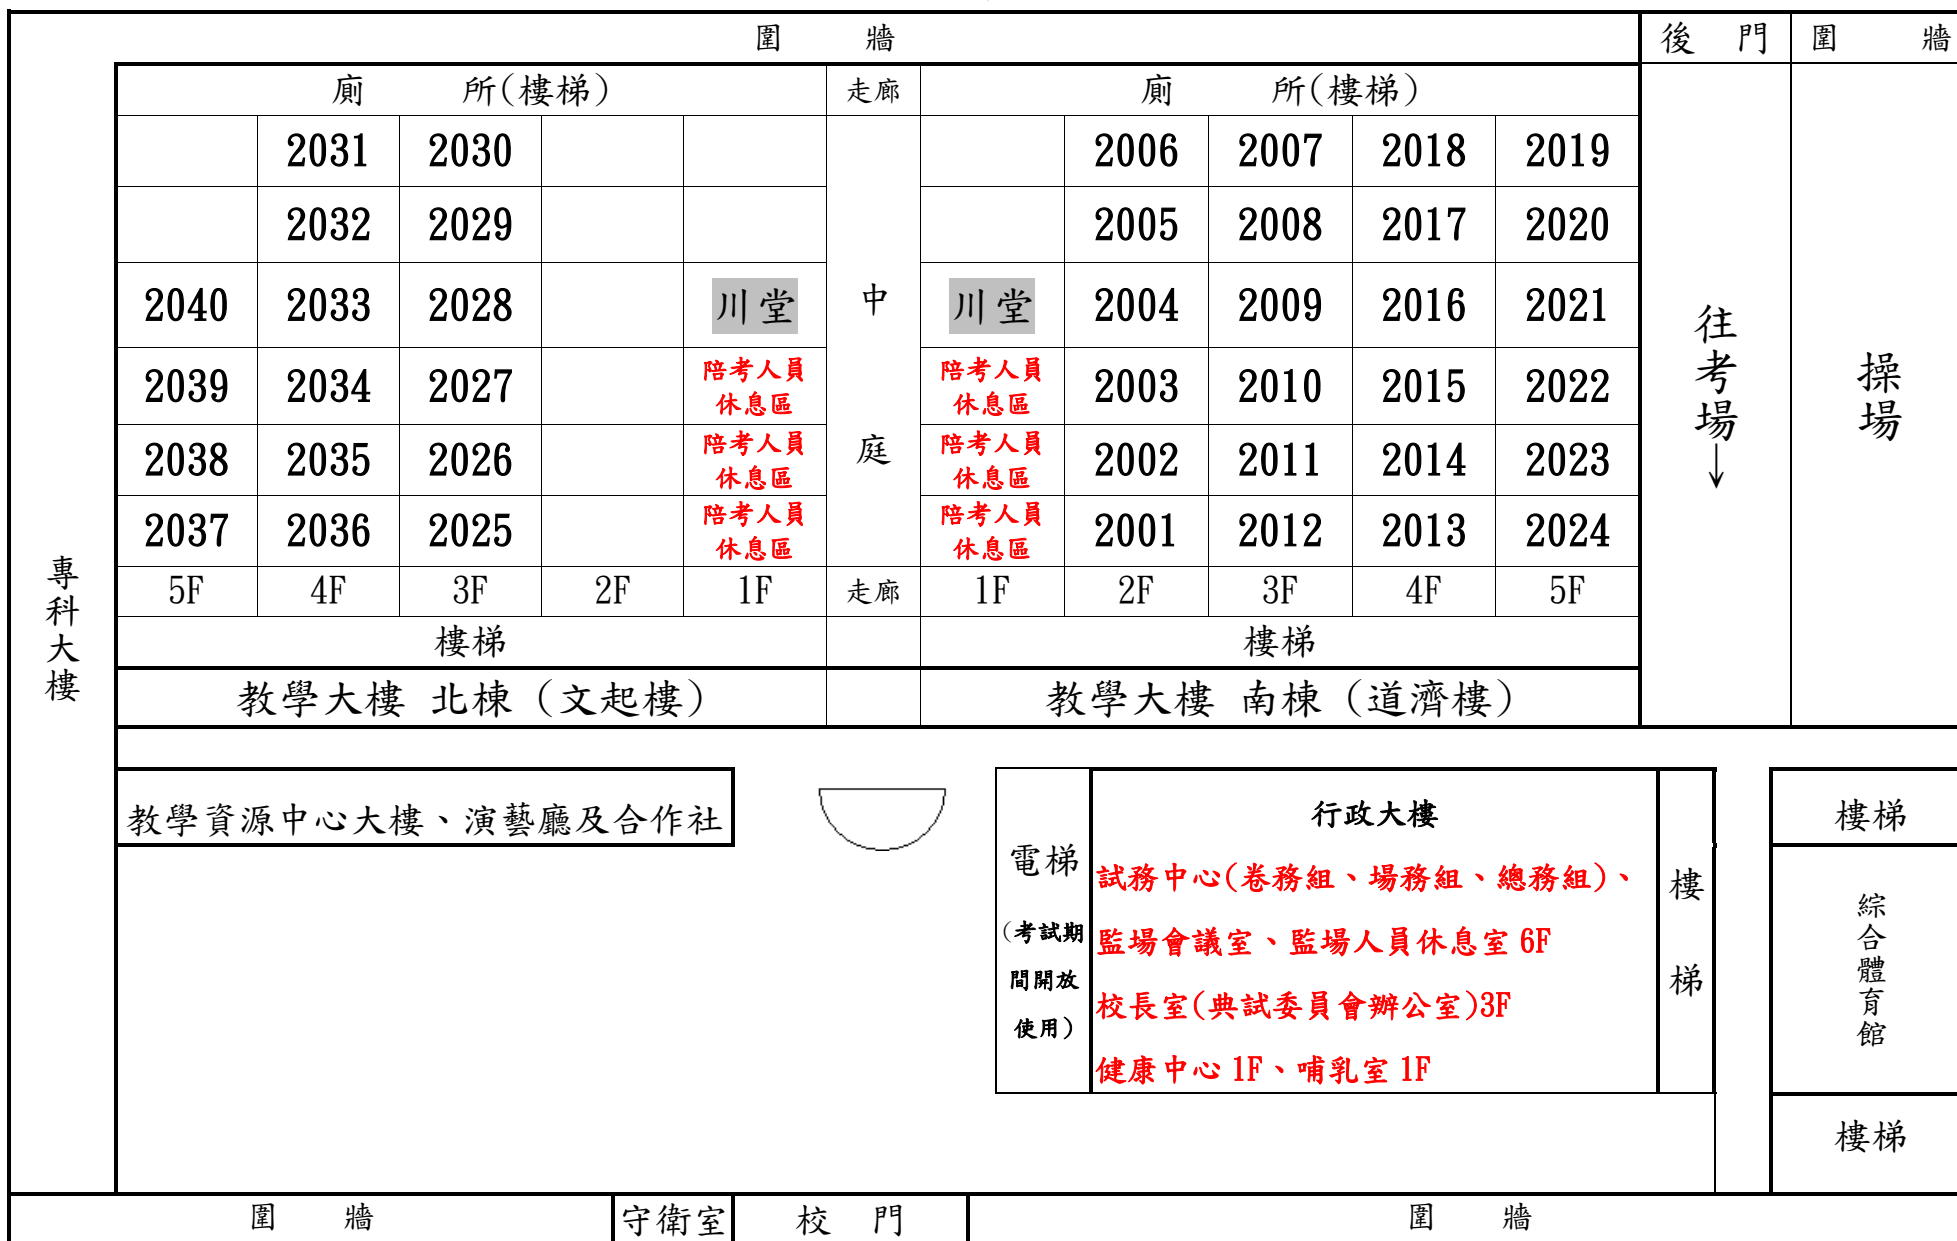 圍 牆 後 門 圍 牆
廁 所(樓梯) 走廊 廁 所(樓梯)
2031 2030 2006 2007 2018 2019
2032 2029 2005 2008 2017 2020
2040 2033 2028 川堂 川堂 2004 2009 2016 2021
2039 2034 2027 陪考人員 陪考人員 2003 2010 2015 2022
休息區 休息區
2038 2035 2026 陪考人員 陪考人員 2002 2011 2014 2023
休息區 休息區
2037 2036 2025 陪考人員 陪考人員 2001 2012 2013 2024
休息區 休息區
中庭
往考場→
操場
5F 4F 3F 2F 1F 走廊 1F 2F 3F 4F 5F
樓梯 樓梯
教學大樓 北棟（文起樓） 教學大樓 南棟（道濟樓）
專科大樓
教學資源中心大樓、演藝廳及合作社
電梯
(考試期
間開放
使用)
行政大樓
試務中心(卷務組、場務組、總務組)、
監場會議室、監場人員休息室 6F
校長室(典試委員會辦公室)3F
健康中心 1F、哺乳室 1F
樓梯
樓梯
綜合體育館
樓梯
圍 牆 守衛室 校 門 圍 牆